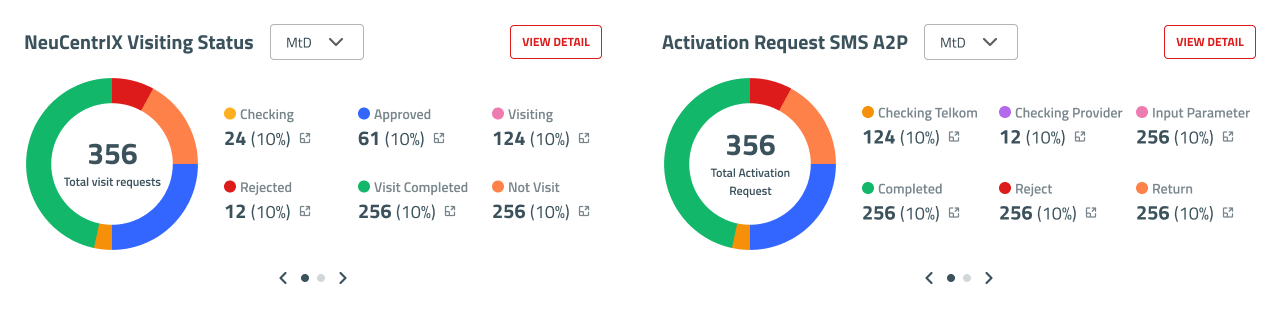 NeuCentrIX Visiting Status
MtD
VIEW DETAIL
356
Total visit requests
Checking
24 (10%)
Approved
61 (10%)
Visiting
124 (10%)
Rejected
12 (10%)
Visit Completed
256 (10%)
Not Visit
256 (10%)
Activation Request SMS A2P
MtD
VIEW DETAIL
356
Total Activation
Request
Checking Telkom
124 (10%)
Checking Provider
12 (10%)
Input Parameter
256 (10%)
Completed
256 (10%)
Reject
256 (10%)
Return
256 (10%)